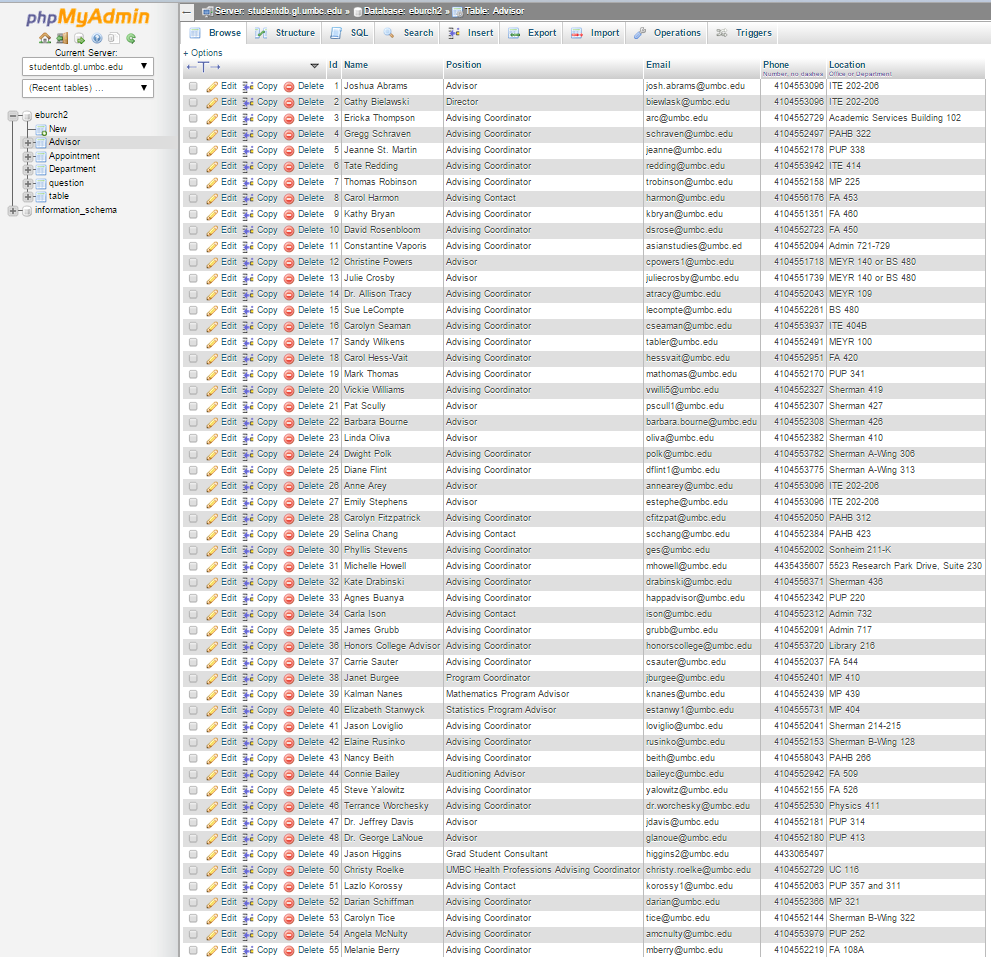 phpMyAdmin
Current Server:
studentdb.gl.umbc.edu
(Recent tables) ...
eburch2
New
Advisor
Appointment
Department
question
table
information_schema
Server: studentdb.gl.umbc.edu » Database: eburch2 » Table: Advisor
Browse Structure SQL Search Insert Export Import Operations Triggers
+ Options
Id Name Position Email Phone Location
Number, no dashes Office or Department
Edit Copy Delete 1 Joshua Abrams Advisor josh.abrams@umbc.edu 4104553096 ITE 202-206
Edit Copy Delete 2 Cathy Bielawski Director biewlask@umbc.edu 4104553096 ITE 202-206
Edit Copy Delete 3 Ericka Thompson Advising Coordinator arc@umbc.edu 4104552729 Academic Services Building 102
Edit Copy Delete 4 Gregg Schraven Advising Coordinator schraven@umbc.edu 4104552497 PAHB 322
Edit Copy Delete 5 Jeanne St. Martin Advising Coordinator jeanne@umbc.edu 4104552178 PUP 338
Edit Copy Delete 6 Tate Redding Advising Coordinator redding@umbc.edu 4104553942 ITE 414
Edit Copy Delete 7 Thomas Robinson Advising Coordinator trobinson@umbc.edu 4104552158 MP 225
Edit Copy Delete 8 Carol Harmon Advising Contact harmon@umbc.edu 4104556176 FA 453
Edit Copy Delete 9 Kathy Bryan Advising Coordinator kbryan@umbc.edu 4104551351 FA 460
Edit Copy Delete 10 David Rosenbloom Advising Coordinator dsrose@umbc.edu 4104552723 FA 450
Edit Copy Delete 11 Constantine Vaporis Advising Coordinator asianstudies@umbc.ed 4104552094 Admin 721-729
Edit Copy Delete 12 Christine Powers Advisor cpowers1@umbc.edu 4104551718 MEYR 140 or BS 480
Edit Copy Delete 13 Julie Crosby Advisor juliecrosby@umbc.edu 4104551739 MEYR 140 or BS 480
Edit Copy Delete 14 Dr. Allison Tracy Advising Coordinator atracy@umbc.edu 4104552043 MEYR 109
Edit Copy Delete 15 Sue LeCompte Advising Coordinator lecompte@umbc.edu 4104552261 BS 480
Edit Copy Delete 16 Carolyn Seaman Advising Coordinator cseaman@umbc.edu 4104553937 ITE 404B
Edit Copy Delete 17 Sandy Wilkens Advising Coordinator tabler@umbc.edu 4104552491 MEYR 100
Edit Copy Delete 18 Carol Hess-Vait Advising Coordinator hessvait@umbc.edu 4104552951 FA 420
Edit Copy Delete 19 Mark Thomas Advising Coordinator mathomas@umbc.edu 4104552170 PUP 341
Edit Copy Delete 20 Vickie Williams Advising Coordinator vwilli5@umbc.edu 4104552327 Sherman 419
Edit Copy Delete 21 Pat Scully Advisor pscull1@umbc.edu 4104552307 Sherman 427
Edit Copy Delete 22 Barbara Bourne Advisor barbara.bourne@umbc.edu 4104552308 Sherman 426
Edit Copy Delete 23 Linda Oliva Advisor oliva@umbc.edu 4104552382 Sherman 410
Edit Copy Delete 24 Dwight Polk Advising Coordinator polk@umbc.edu 4104553782 Sherman A-Wing 306
Edit Copy Delete 25 Diane Flint Advising Coordinator dflint1@umbc.edu 4104553775 Sherman A-Wing 313
Edit Copy Delete 26 Anne Arey Advisor annearey@umbc.edu 4104553096 ITE 202-206
Edit Copy Delete 27 Emily Stephens Advisor estephe@umbc.edu 4104553096 ITE 202-206
Edit Copy Delete 28 Carolyn Fitzpatrick Advising Coordinator cfitzpat@umbc.edu 4104552050 PAHB 312
Edit Copy Delete 29 Selina Chang Advising Contact scchang@umbc.edu 4104552384 PAHB 423
Edit Copy Delete 30 Phyllis Stevens Advising Coordinator ges@umbc.edu 4104552002 Sonheim 211-K
Edit Copy Delete 31 Michelle Howell Advising Coordinator mhowell@umbc.edu 4435435607 5523 Research Park Drive, Suite 230
Edit Copy Delete 32 Kate Drabinski Advising Coordinator drabinski@umbc.edu 4104556371 Sherman 436
Edit Copy Delete 33 Agnes Buanya Advising Coordinator happadvisor@umbc.edu 4104552342 PUP 220
Edit Copy Delete 34 Carla Ison Advising Contact ison@umbc.edu 4104552312 Admin 732
Edit Copy Delete 35 James Grubb Advising Coordinator grubb@umbc.edu 4104552091 Admin 717
Edit Copy Delete 36 Honors College Advisor Advising Coordinator honorscollege@umbc.edu 4104553720 Library 216
Edit Copy Delete 37 Carrie Sauter Advising Coordinator csauter@umbc.edu 4104552037 FA 544
Edit Copy Delete 38 Janet Burgee Program Coordinator jburgee@umbc.edu 4104552401 MP 410
Edit Copy Delete 39 Kalman Nanes Mathematics Program Advisor knanes@umbc.edu 4104552439 MP 439
Edit Copy Delete 40 Elizabeth Stanwyck Statistics Program Advisor estanwy1@umbc.edu 4104555731 MP 404
Edit Copy Delete 41 Jason Loviglio Advising Coordinator loviglio@umbc.edu 4104552041 Sherman 214-215
Edit Copy Delete 42 Elaine Rusinko Advising Coordinator rusinko@umbc.edu 4104552153 Sherman B-Wing 128
Edit Copy Delete 43 Nancy Beith Advising Coordinator beith@umbc.edu 4104558043 PAHB 266
Edit Copy Delete 44 Connie Bailey Auditioning Advisor baileyc@umbc.edu 4104552942 FA 509
Edit Copy Delete 45 Steve Yalowitz Advising Coordinator yalowitz@umbc.edu 4104552155 FA 526
Edit Copy Delete 46 Terrance Worchesky Advising Coordinator dr.worchesky@umbc.edu 4104552530 Physics 411
Edit Copy Delete 47 Dr. Jeffrey Davis Advisor jdavis@umbc.edu 4104552181 PUP 314
Edit Copy Delete 48 Dr. George LaNoue Advisor glanoue@umbc.edu 4104552180 PUP 413
Edit Copy Delete 49 Jason Higgins Grad Student Consultant higgins2@umbc.edu 4433065497
Edit Copy Delete 50 Christy Roelke UMBC Health Professions Advising Coordinator christy.roelke@umbc.edu 4104552729 UC 116
Edit Copy Delete 51 Lazlo Korossy Advising Contact korossy1@umbc.edu 4104552063 PUP 357 and 311
Edit Copy Delete 52 Darian Schiffman Advising Coordinator darian@umbc.edu 4104552366 MP 321
Edit Copy Delete 53 Carolyn Tice Advising Coordinator tice@umbc.edu 4104552144 Sherman B-Wing 322
Edit Copy Delete 54 Angela McNulty Advising Coordinator amcnulty@umbc.edu 4104553979 PUP 252
Edit Copy Delete 55 Melanie Berry Advising Coordinator mberry@umbc.edu 4104552219 FA 108A